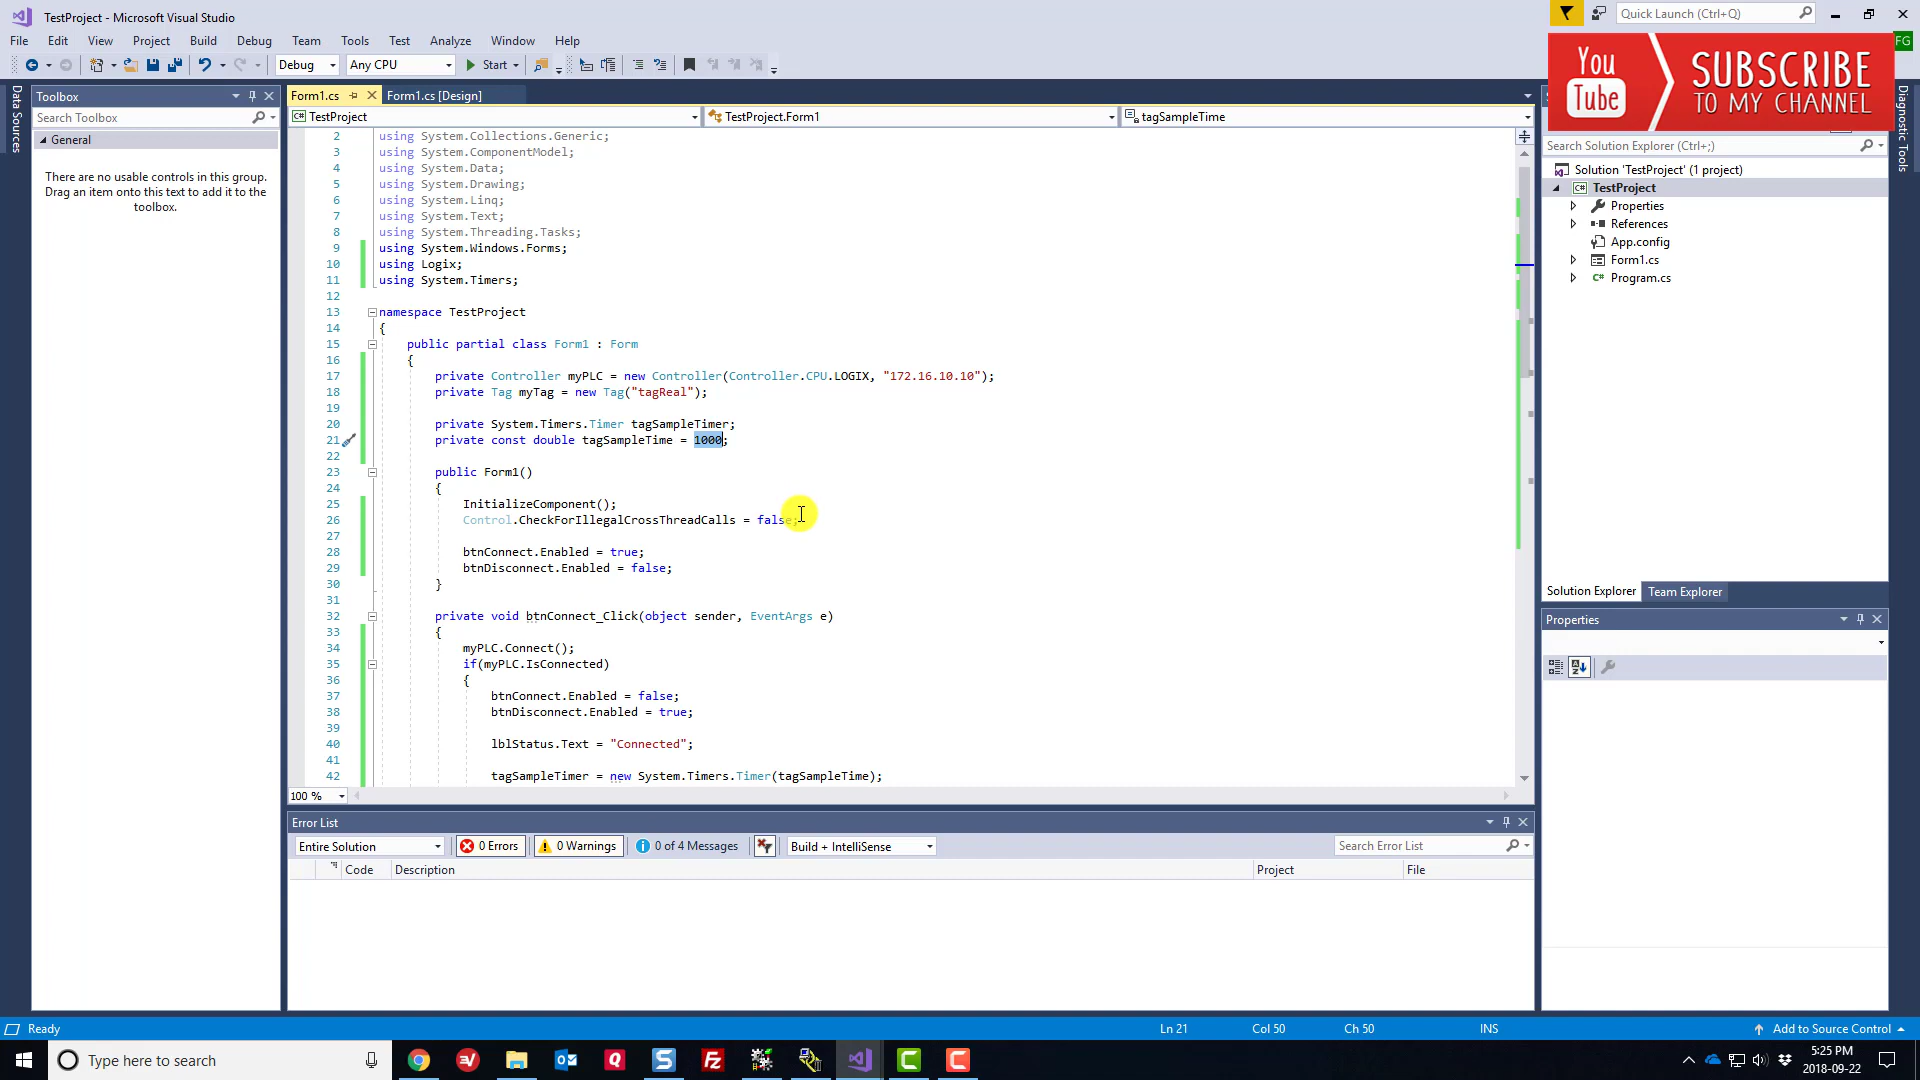 TestProject - Microsoft Visual Studio
Quick Launch (Ctrl+Q)
File Edit View Project Build Debug Team Tools Test Analyze Window Help
FG
Debug Any CPU Start
You Tube SUBSCRIBE TO MY CHANNEL
Data Sources
Toolbox
Search Toolbox
General
There are no usable controls in this group.
Drag an item onto this text to add it to the
toolbox.
Form1.cs Form1.cs [Design]
TestProject TestProject.Form1 tagSampleTime
2 using System.Collections.Generic;
3 using System.ComponentModel;
4 using System.Data;
5 using System.Drawing;
6 using System.Linq;
7 using System.Text;
8 using System.Threading.Tasks;
9 using System.Windows.Forms;
10 using Logix;
11 using System.Timers;
12
13 namespace TestProject
14 {
15 public partial class Form1 : Form
16 {
17 private Controller myPLC = new Controller(Controller.CPU.LOGIX, "172.16.10.10");
18 private Tag myTag = new Tag("tagReal");
19
20 private System.Timers.Timer tagSampleTimer;
21 private const double tagSampleTime = 1000;
22
23 public Form1()
24 {
25 InitializeComponent();
26 Control.CheckForIllegalCrossThreadCalls = false;
27
28 btnConnect.Enabled = true;
29 btnDisconnect.Enabled = false;
30 }
31
32 private void btnConnect_Click(object sender, EventArgs e)
33 {
34 myPLC.Connect();
35 if(myPLC.IsConnected)
36 {
37 btnConnect.Enabled = false;
38 btnDisconnect.Enabled = true;
39
40 lblStatus.Text = "Connected";
41
42 tagSampleTimer = new System.Timers.Timer(tagSampleTime);
100 %
Error List
Entire Solution 0 Errors 0 Warnings 0 of 4 Messages Build + IntelliSense Search Error List
Code Description Project File
Search Solution Explorer (Ctrl+;)
Solution 'TestProject' (1 project)
TestProject
Properties
References
App.config
Form1.cs
Program.cs
Solution Explorer Team Explorer
Properties
Diagnostic Tools
Ready Ln 21 Col 50 Ch 50 INS Add to Source Control
Type here to search
5:25 PM
2018-09-22